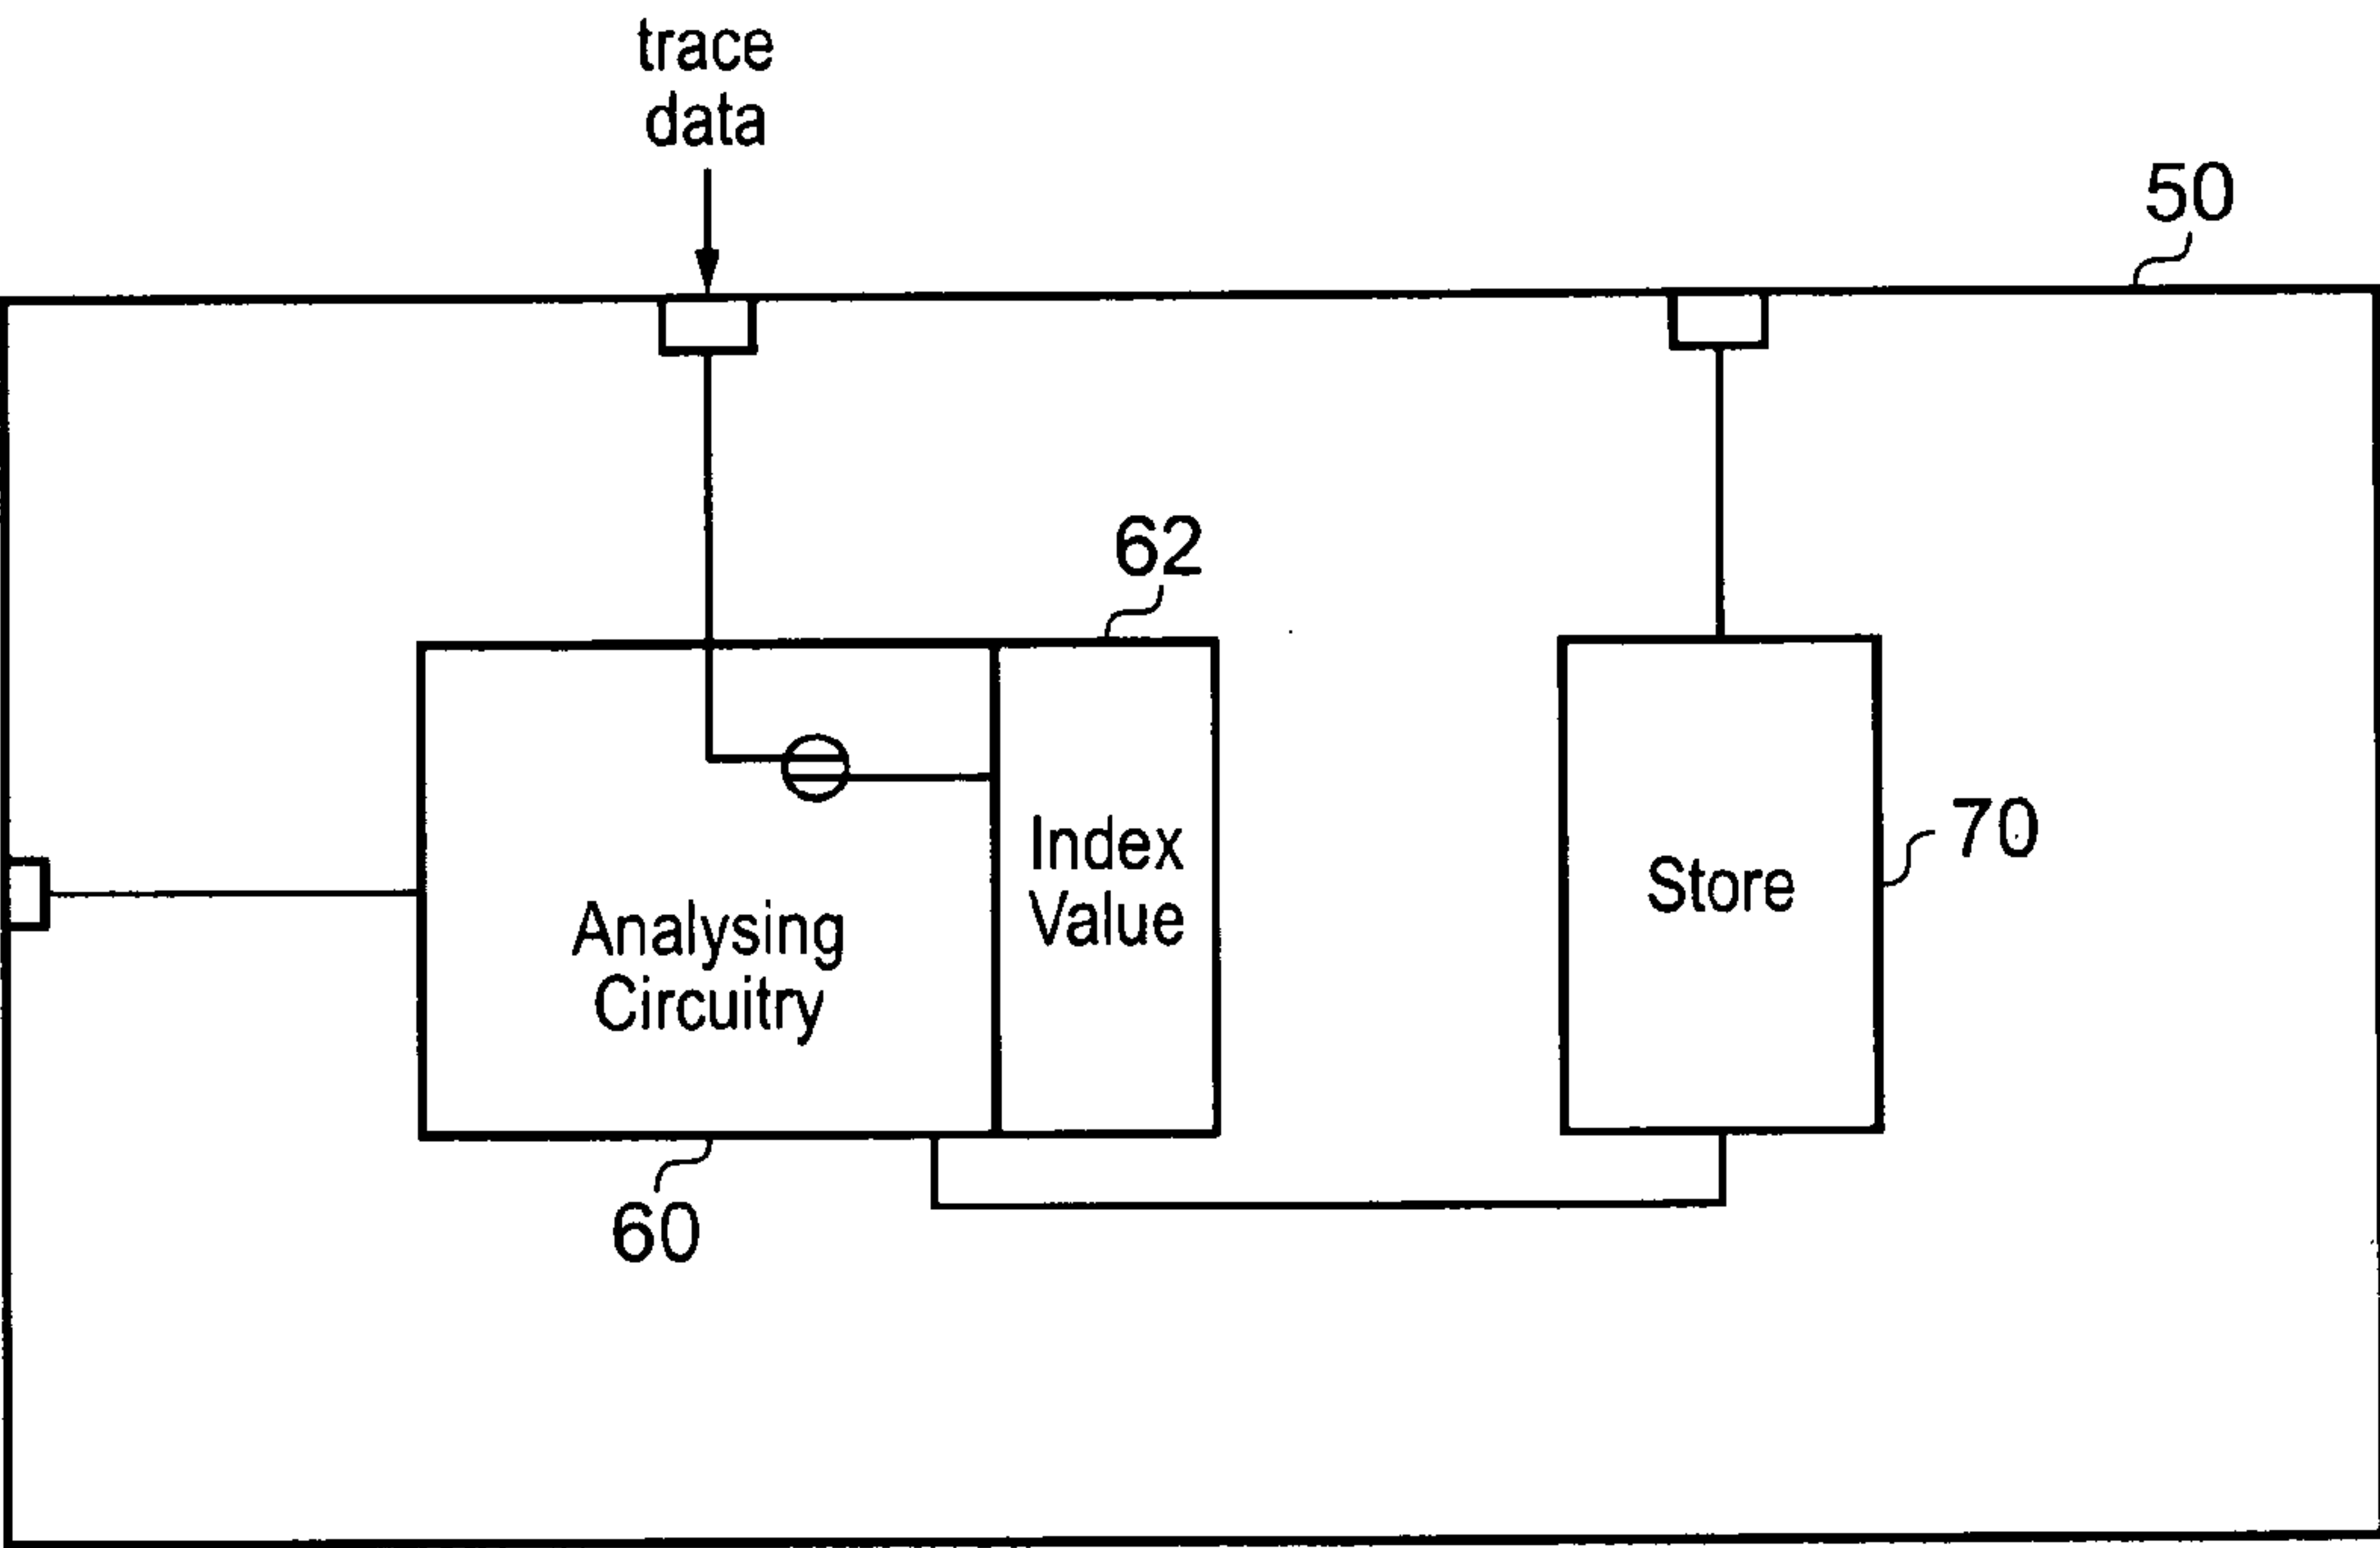 trace
data
50
62
Index
Value
70
Store
Analysing
Circuitry
60